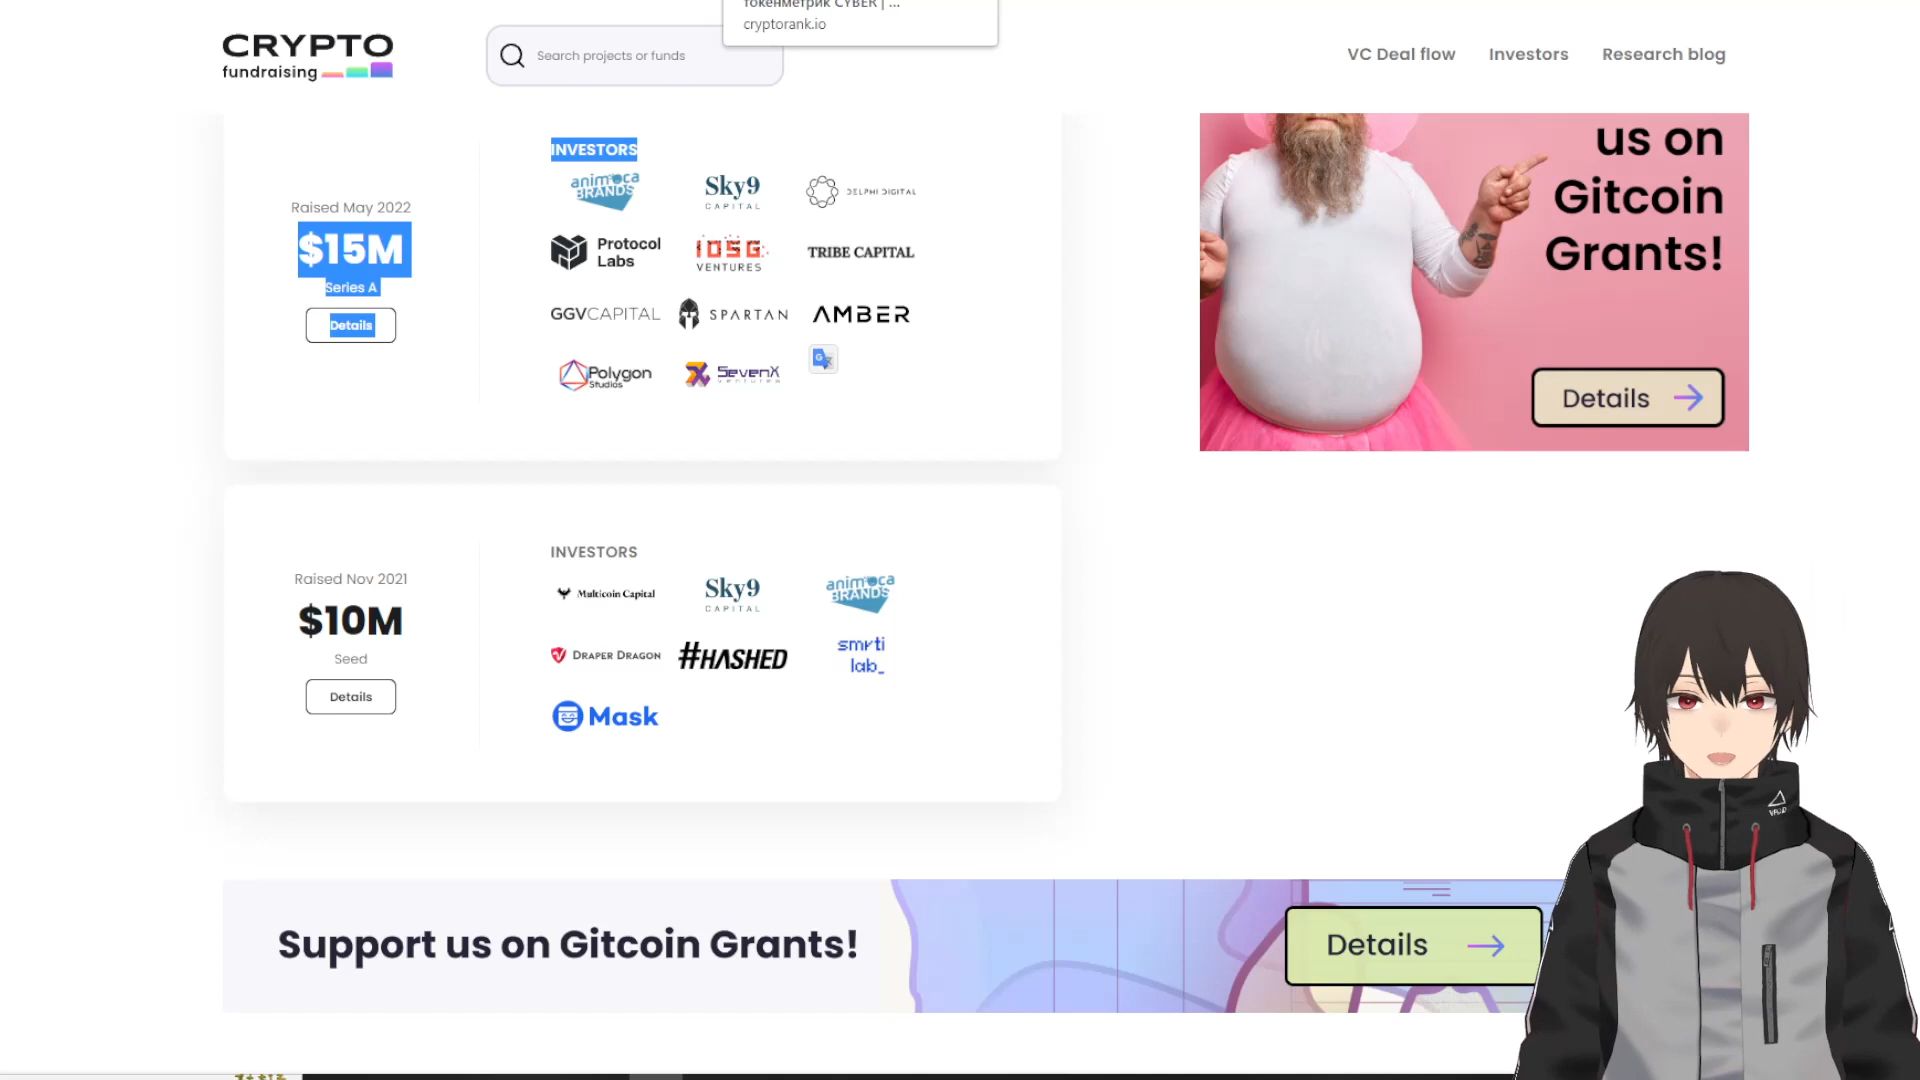 токенметрик CYBER | ...
cryptorank.io
CRYPTO
fundraising
Search projects or funds
VC Deal flow
Investors
Research blog
Raised May 2022
$15M
Series A
Details
INVESTORS
animoca BRANDS
Sky9 CAPITAL
DELPHI DIGITAL
Protocol Labs
IOSG VENTURES
TRIBE CAPITAL
GGVCAPITAL
SPARTAN
AMBER
Polygon Studios
SevenX ventures
us on
Gitcoin
Grants!
Details
Raised Nov 2021
$10M
Seed
Details
INVESTORS
Multicoin Capital
Sky9 CAPITAL
animoca BRANDS
DRAPER DRAGON
#HASHED
smrti lab_
Mask
Support us on Gitcoin Grants!
Details